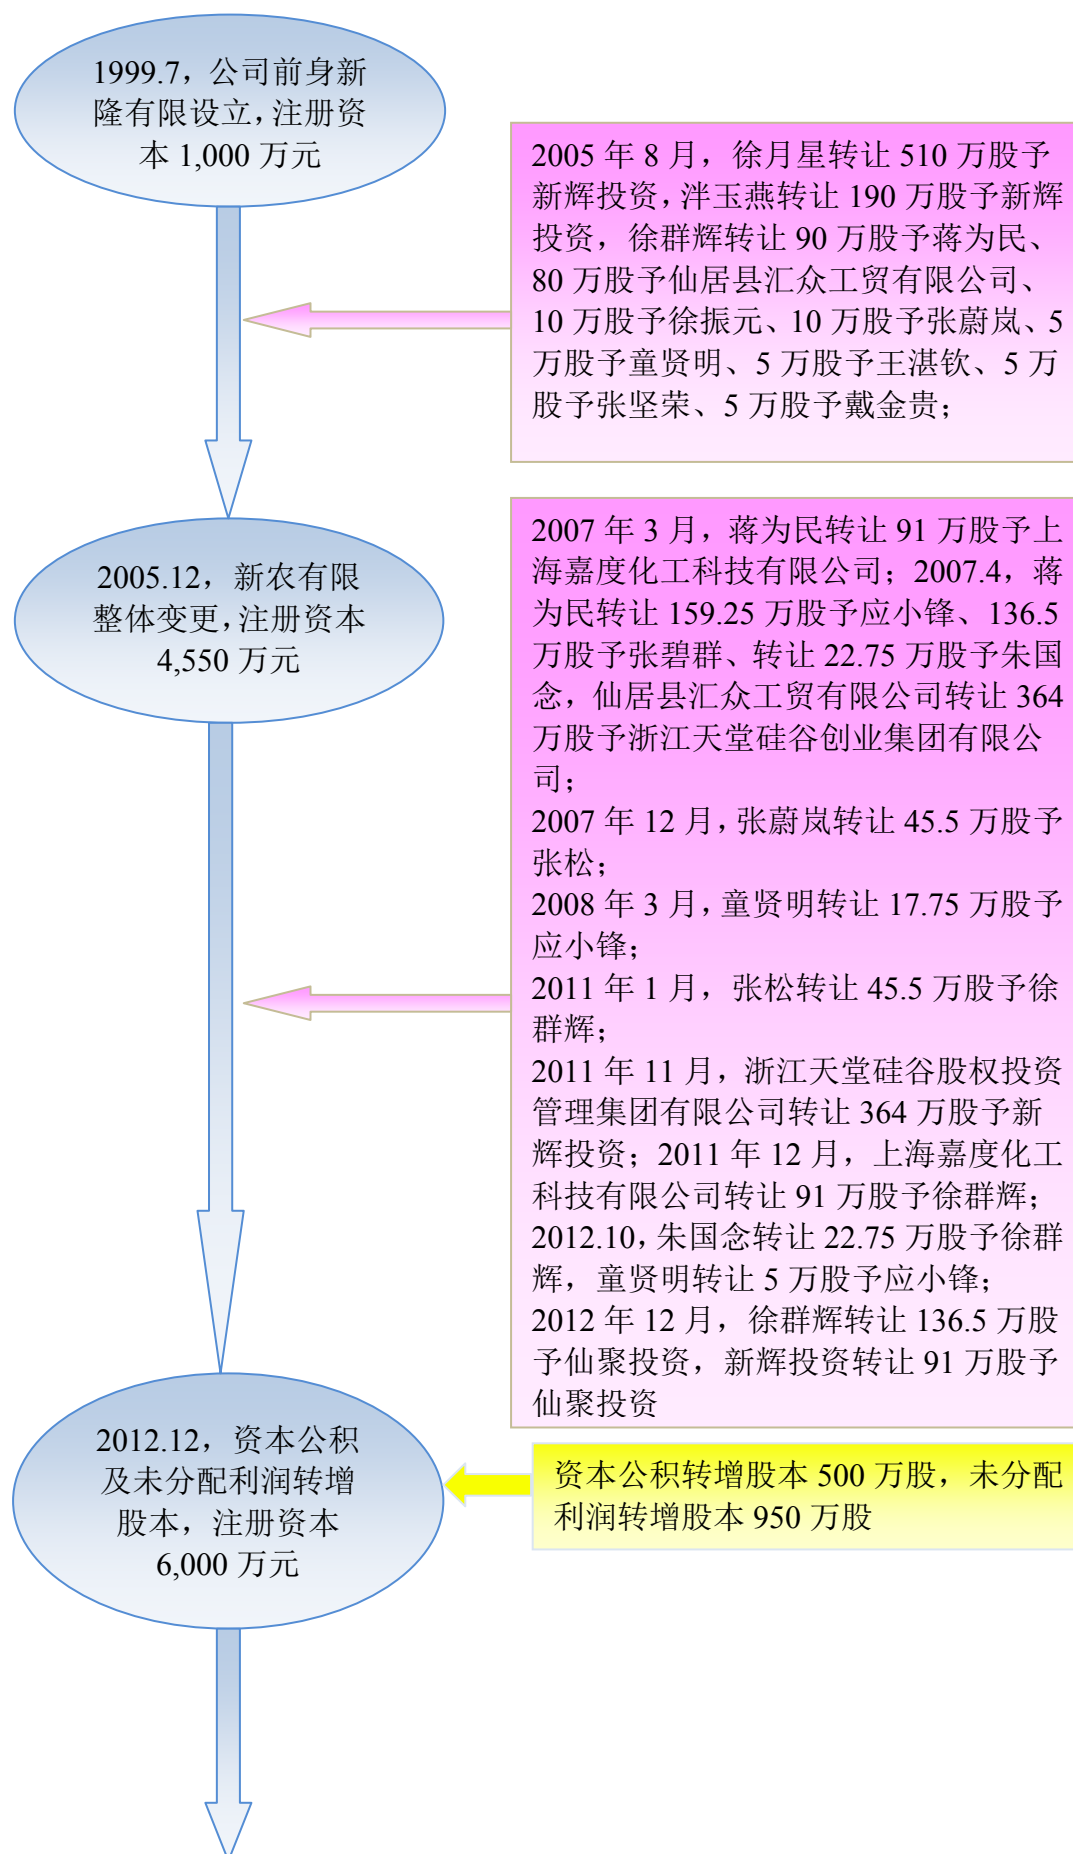 1999.7，公司前身新
隆有限设立，注册资
本 1,000 万元
2005 年 8 月，徐月星转让 510 万股予
新辉投资，泮玉燕转让 190 万股予新辉
投资，徐群辉转让 90 万股予蒋为民、
80 万股予仙居县汇众工贸有限公司、
10 万股予徐振元、10 万股予张蔚岚、5
万股予童贤明、5 万股予王湛钦、5 万
股予张坚荣、5 万股予戴金贵；
2005.12，新农有限
整体变更，注册资本
4,550 万元
2007 年 3 月，蒋为民转让 91 万股予上
海嘉度化工科技有限公司；2007.4，蒋
为民转让 159.25 万股予应小锋、136.5
万股予张碧群、转让 22.75 万股予朱国
念，仙居县汇众工贸有限公司转让 364
万股予浙江天堂硅谷创业集团有限公
司；
2007 年 12 月，张蔚岚转让 45.5 万股予
张松；
2008 年 3 月，童贤明转让 17.75 万股予
应小锋；
2011 年 1 月，张松转让 45.5 万股予徐
群辉；
2011 年 11 月，浙江天堂硅谷股权投资
管理集团有限公司转让 364 万股予新
辉投资；2011 年 12 月，上海嘉度化工
科技有限公司转让 91 万股予徐群辉；
2012.10，朱国念转让 22.75 万股予徐群
辉，童贤明转让 5 万股予应小锋；
2012 年 12 月，徐群辉转让 136.5 万股
予仙聚投资，新辉投资转让 91 万股予
仙聚投资
2012.12，资本公积
及未分配利润转增
股本，注册资本
6,000 万元
资本公积转增股本 500 万股，未分配
利润转增股本 950 万股